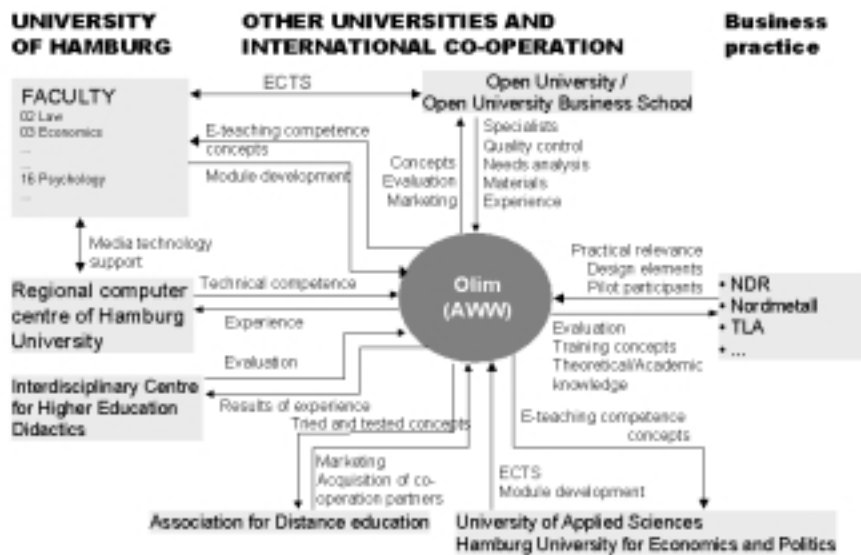 UNIVERSITY
OF HAMBURG
OTHER UNIVERSITIES AND
INTERNATIONAL CO-OPERATION
Business
practice
FACULTY
02 Law
03 Economics
...
...
16 Psychology
...
ECTS
Open University /
Open University Business School
E-teaching competence
concepts
Module development
Concepts
Evaluation
Marketing
Specialists
Quality control
Needs analysis
Materials
Experience
Media technology
support
Regional computer
centre of Hamburg
University
Technical competence
Experience
Olim
(AWW)
Practical relevance
Design elements
Pilot participants
• NDR
• Nordmetall
• TLA
• ...
Evaluation
Training concepts
Theoretical/Academic
knowledge
Interdisciplinary Centre
for Higher Education
Didactics
Evaluation
Results of experience
Tried and tested concepts
Marketing
Acquisition of co-
operation partners
E-teaching competence
concepts
ECTS
Module development
Association for Distance education
University of Applied Sciences
Hamburg University for Economics and Politics